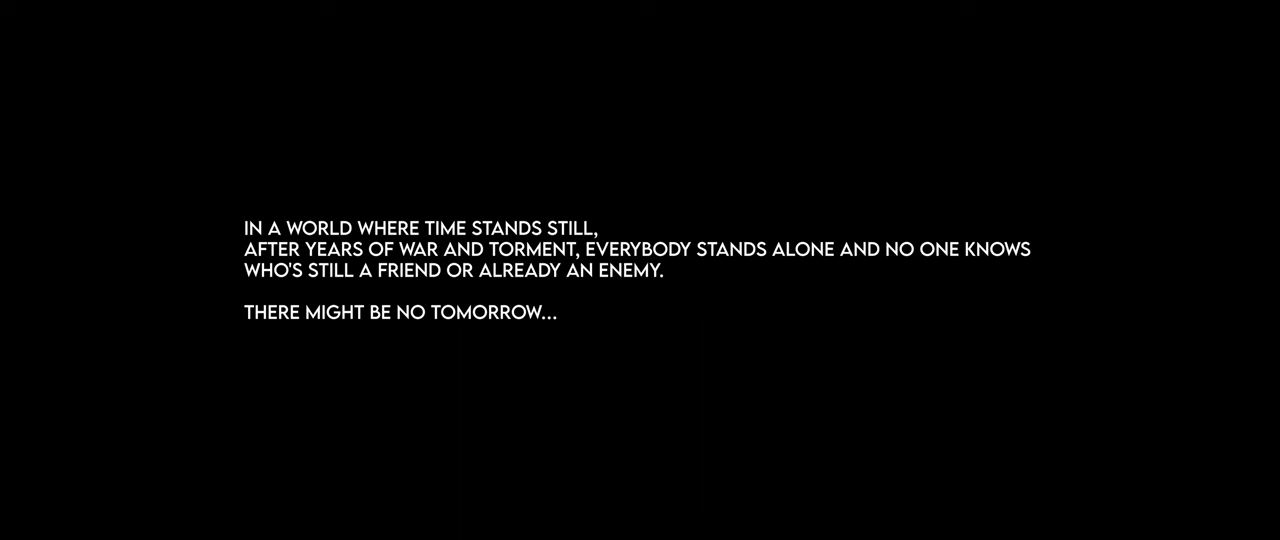 IN A WORLD WHERE TIME STANDS STILL,
AFTER YEARS OF WAR AND TORMENT, EVERYBODY STANDS ALONE AND NO ONE KNOWS
WHO'S STILL A FRIEND OR ALREADY AN ENEMY.
THERE MIGHT BE NO TOMORROW...